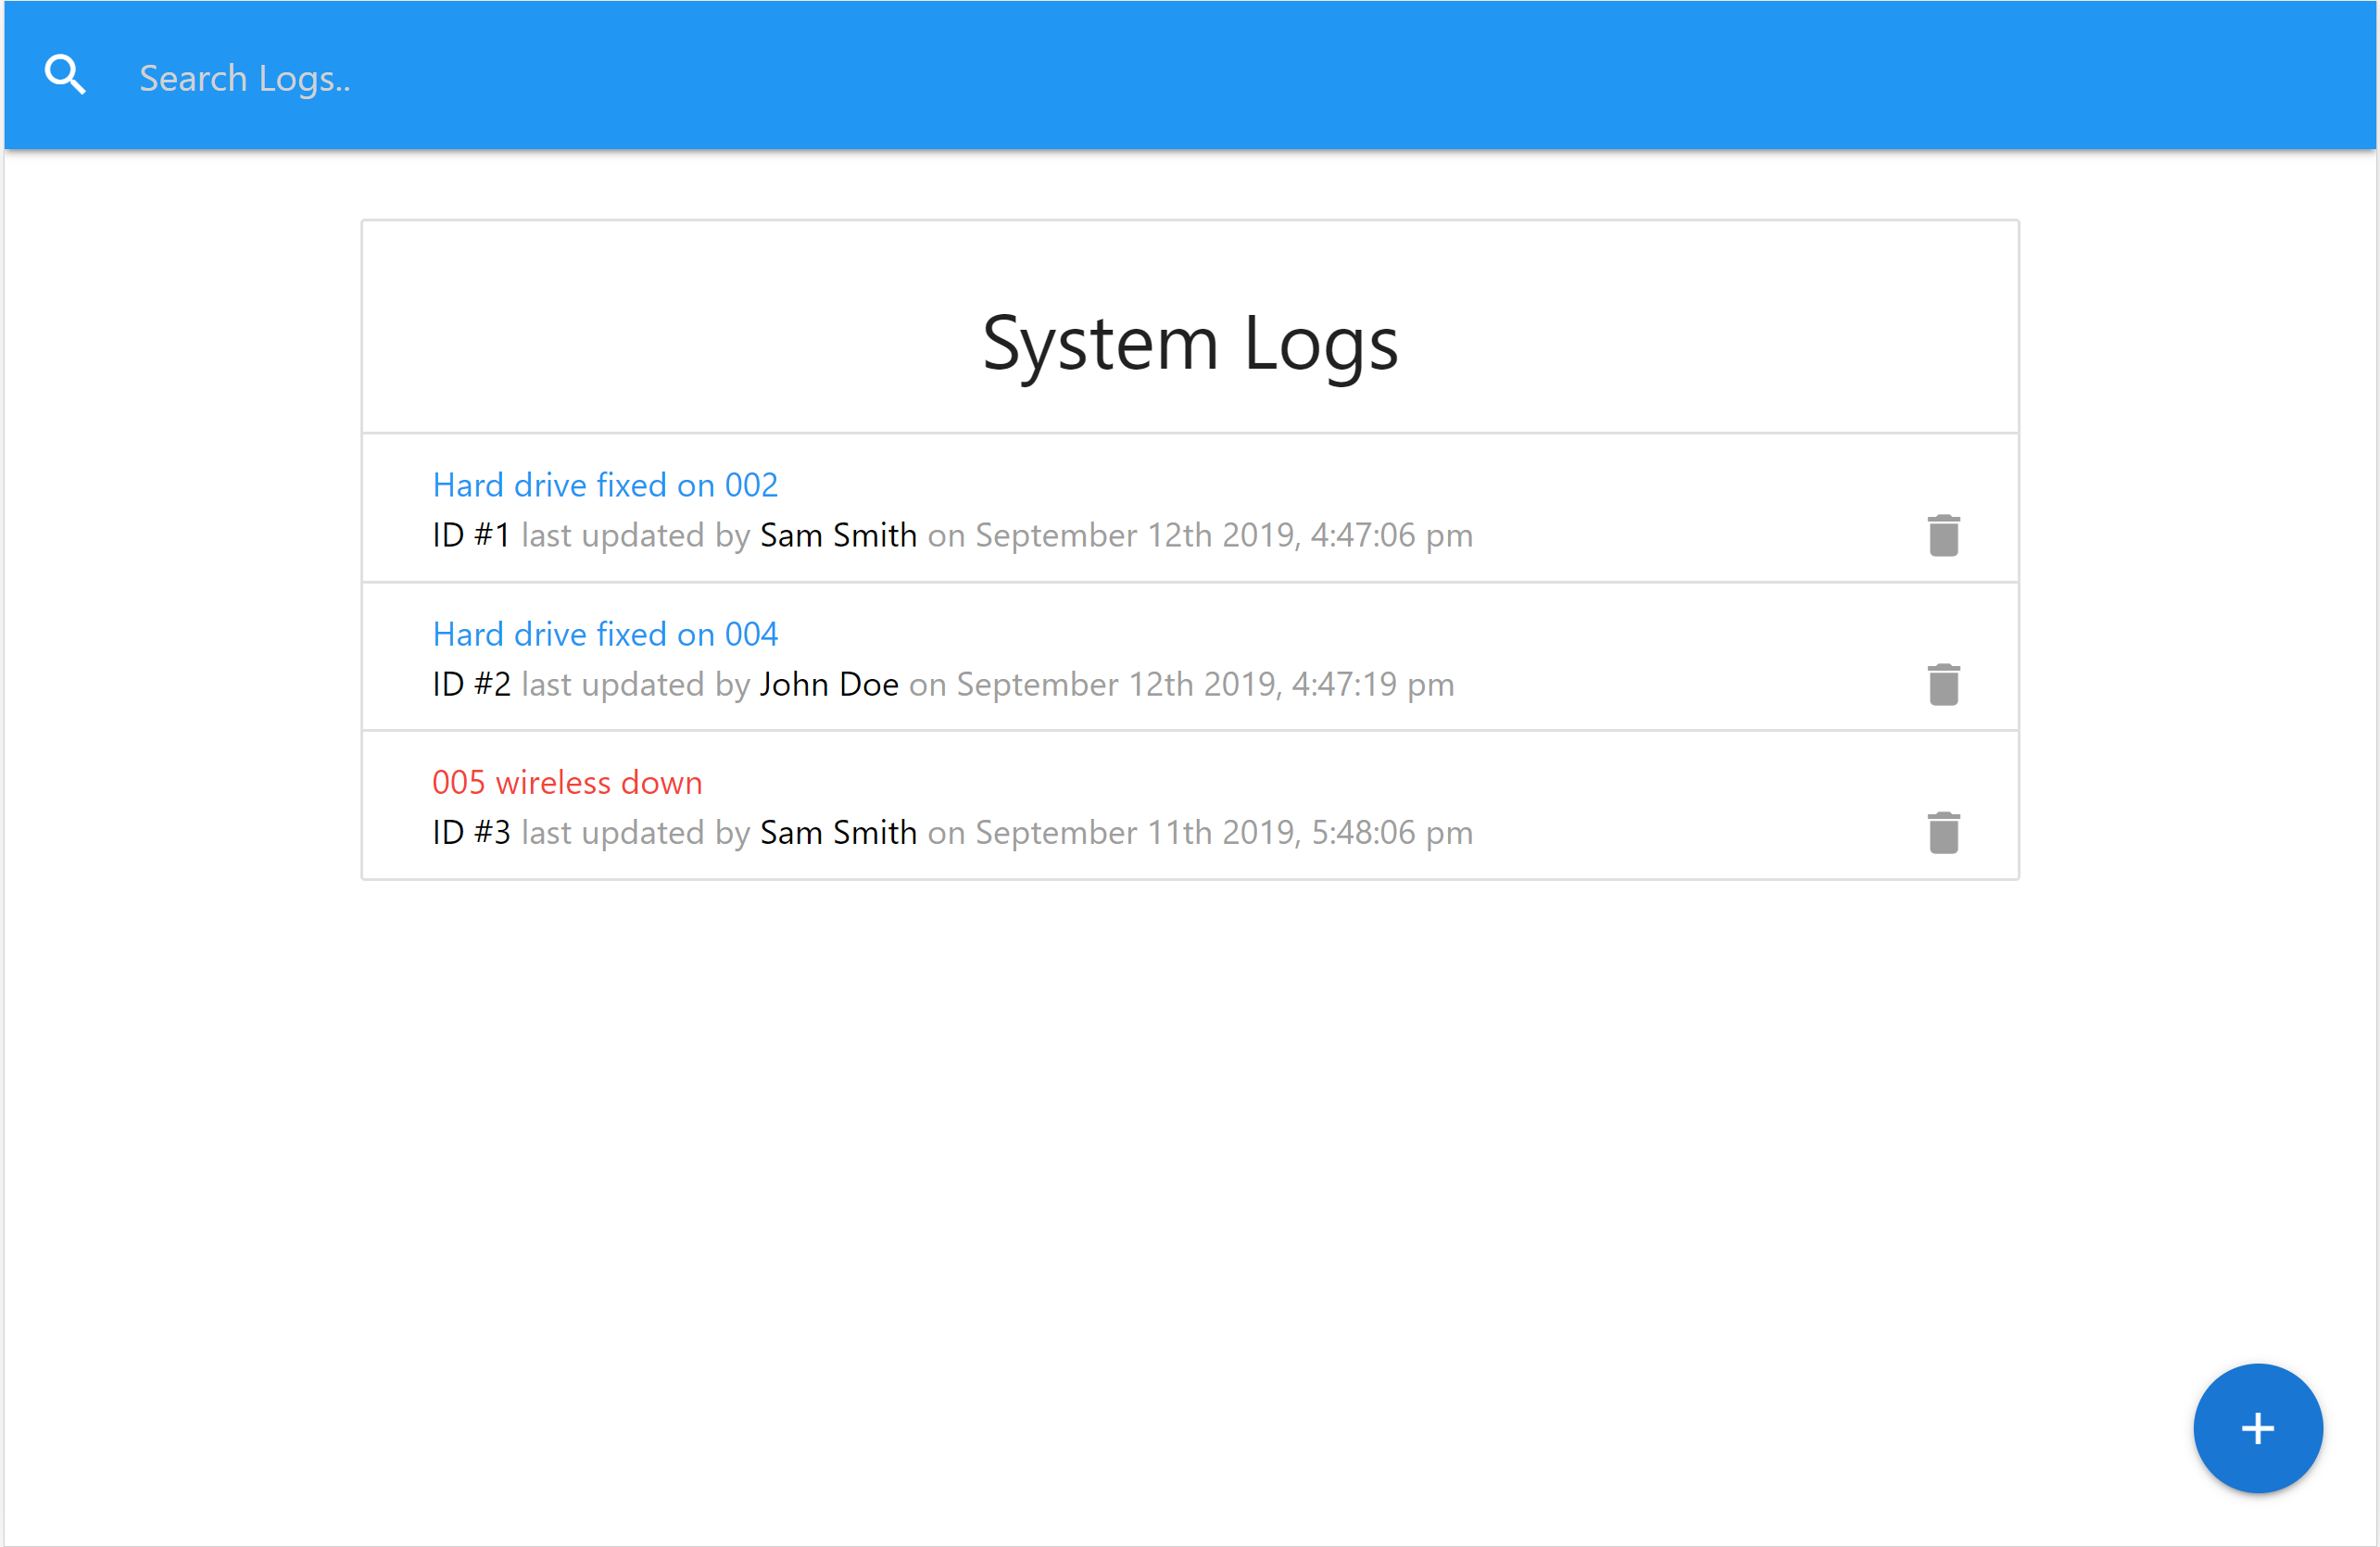 Search Logs..
System Logs
Hard drive fixed on 002
ID #1 last updated by Sam Smith on September 12th 2019, 4:47:06 pm
Hard drive fixed on 004
ID #2 last updated by John Doe on September 12th 2019, 4:47:19 pm
005 wireless down
ID #3 last updated by Sam Smith on September 11th 2019, 5:48:06 pm